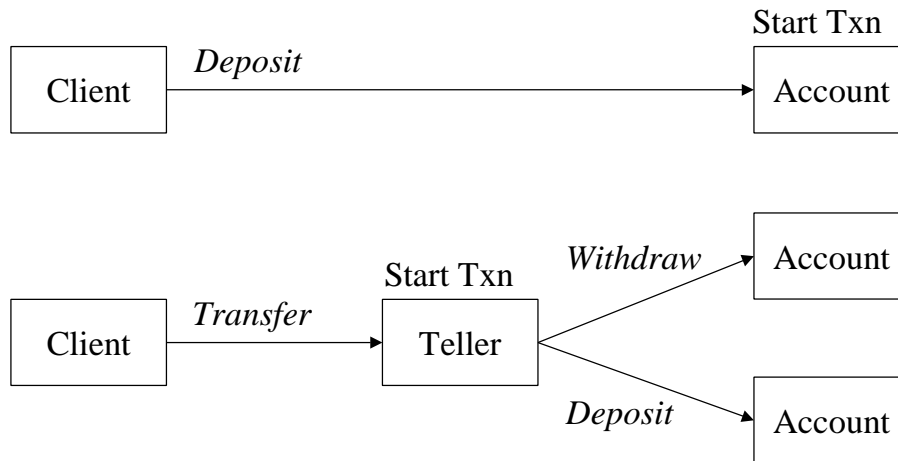 Start Txn
Deposit
Client
Account
Withdraw
Account
Start Txn
Transfer
Client
Teller
Deposit
Account